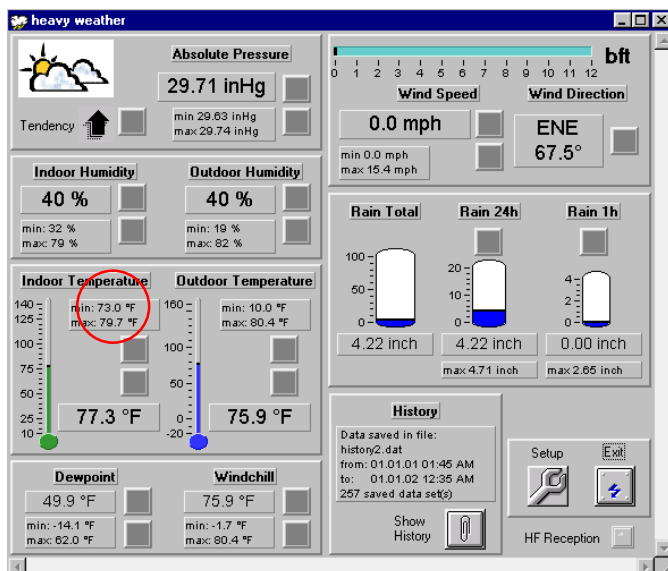 heavy weather
Absolute Pressure
29.71 inHg
Tendency
min 29.63 inHg
max 29.74 inHg
bft
0 1 2 3 4 5 6 7 8 9 10 11 12
Wind Speed
Wind Direction
0.0 mph
ENE
67.5°
min 0.0 mph
max 15.4 mph
Indoor Humidity
Outdoor Humidity
40 %
40 %
min: 32 %
max: 79 %
min: 19 %
max: 82 %
Rain Total
Rain 24h
Rain 1h
100
50
0
20
10
0
4
2
0
4.22 inch
4.22 inch
0.00 inch
max 4.71 inch
max 2.65 inch
Indoor Temperature
Outdoor Temperature
140
125
100
75
50
25
10
min: 73.0 °F
max: 79.7 °F
77.3 °F
160
100
50
0
-20
min: 10.0 °F
max: 80.4 °F
75.9 °F
History
Data saved in file:
history2.dat
from: 01.01.01 01:45 AM
to: 01.01.02 12:35 AM
257 saved data set(s)
Show
History
Setup
Exit
HF Reception
Dewpoint
Windchill
49.9 °F
75.9 °F
min: -14.1 °F
max: 62.0 °F
min: -1.7 °F
max: 80.4 °F